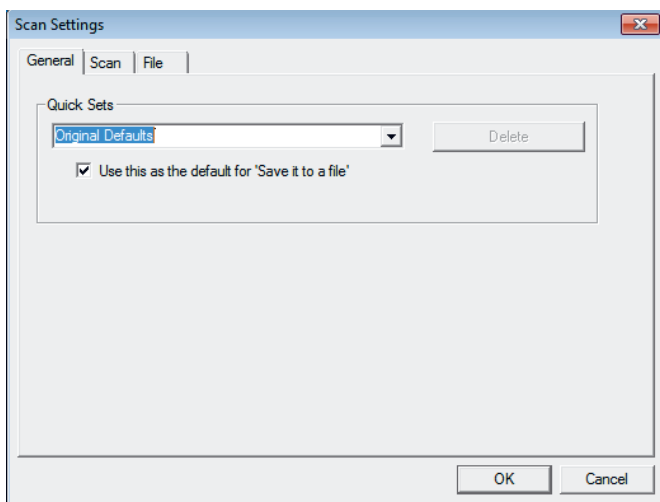 Scan Settings
General Scan File
Quick Sets
Original Defaults Delete
Use this as the default for 'Save it to a file'
OK Cancel